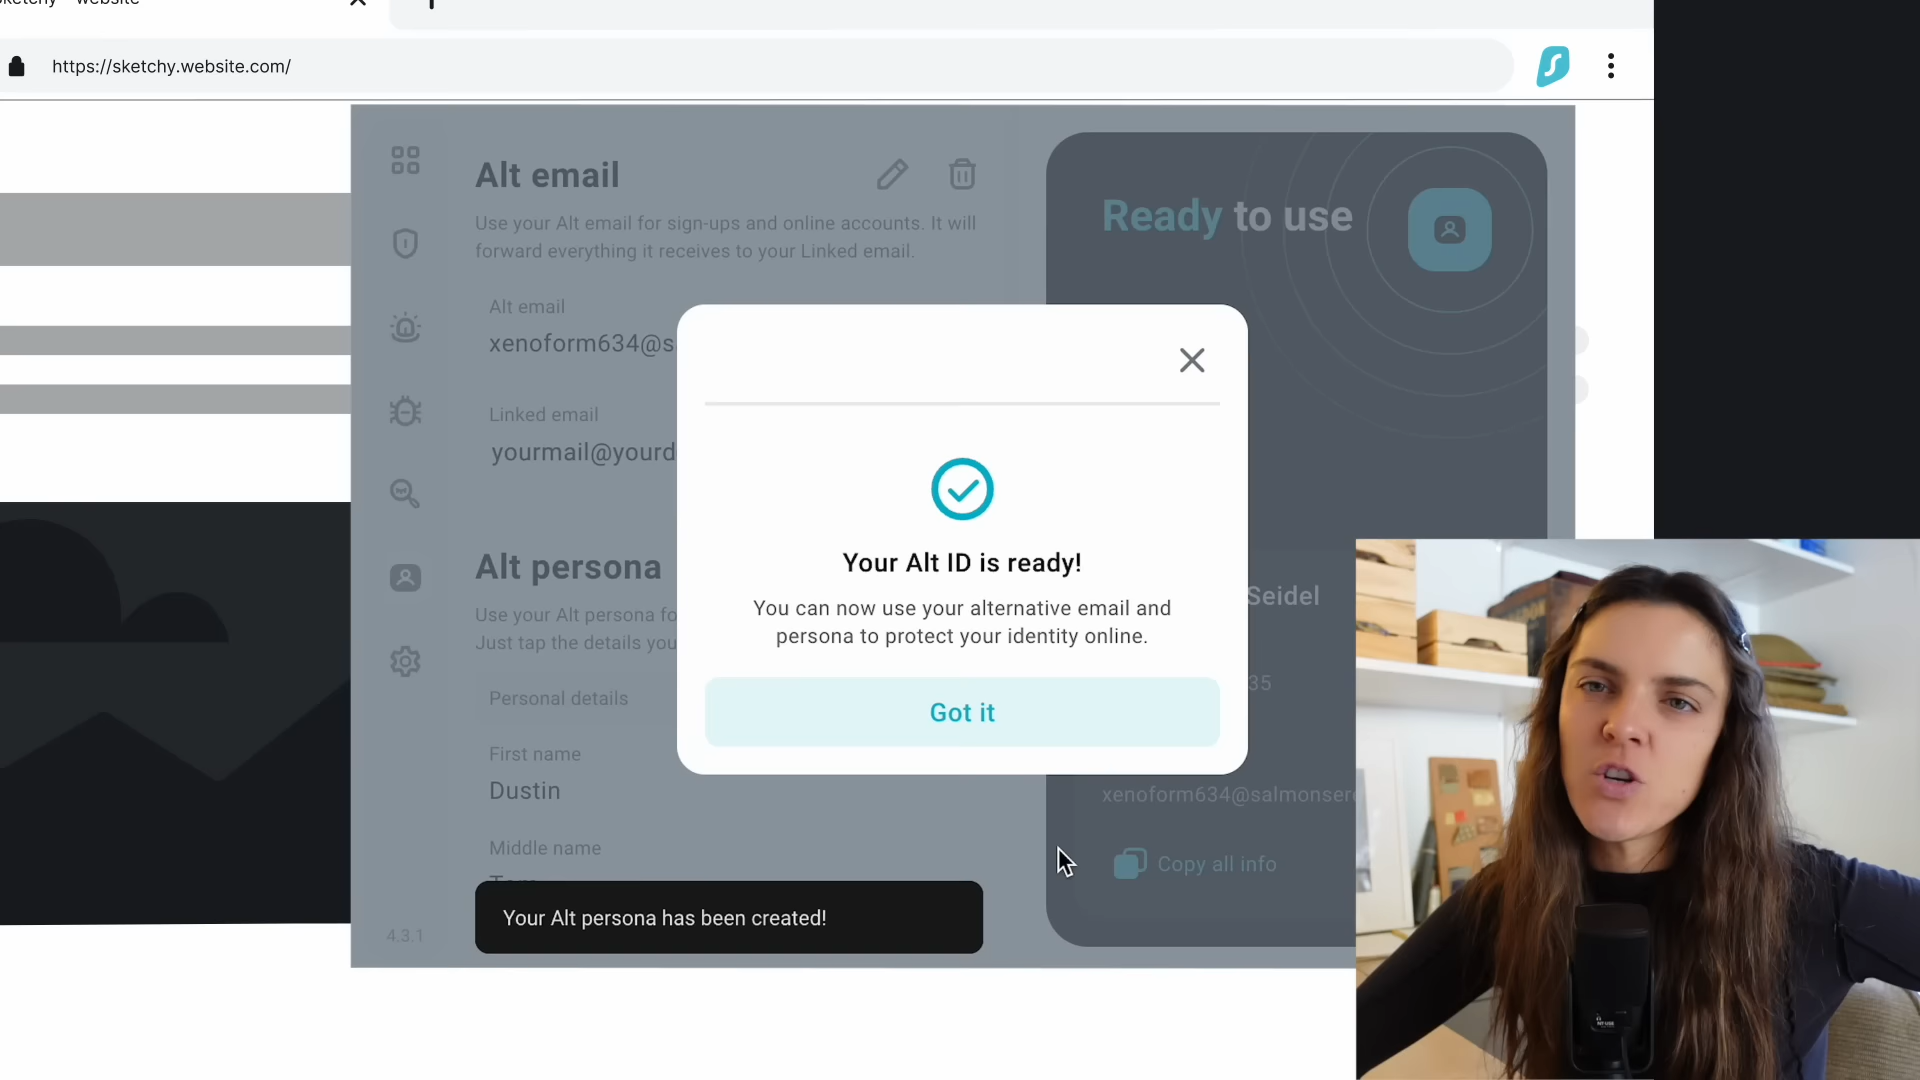 https://sketchy.website.com/
Alt email
Use your Alt email for sign-ups and online accounts. It will
forward everything it receives to your Linked email.
Alt email
xenoform634@s
Linked email
yourmail@yourd
Alt persona
Use your Alt persona fo
Just tap the details you
Personal details
First name
Dustin
Middle name
Your Alt persona has been created!
4.3.1
Your Alt ID is ready!
You can now use your alternative email and
persona to protect your identity online.
Got it
Ready to use
Seidel
35
xenoform634@salmonser
Copy all info